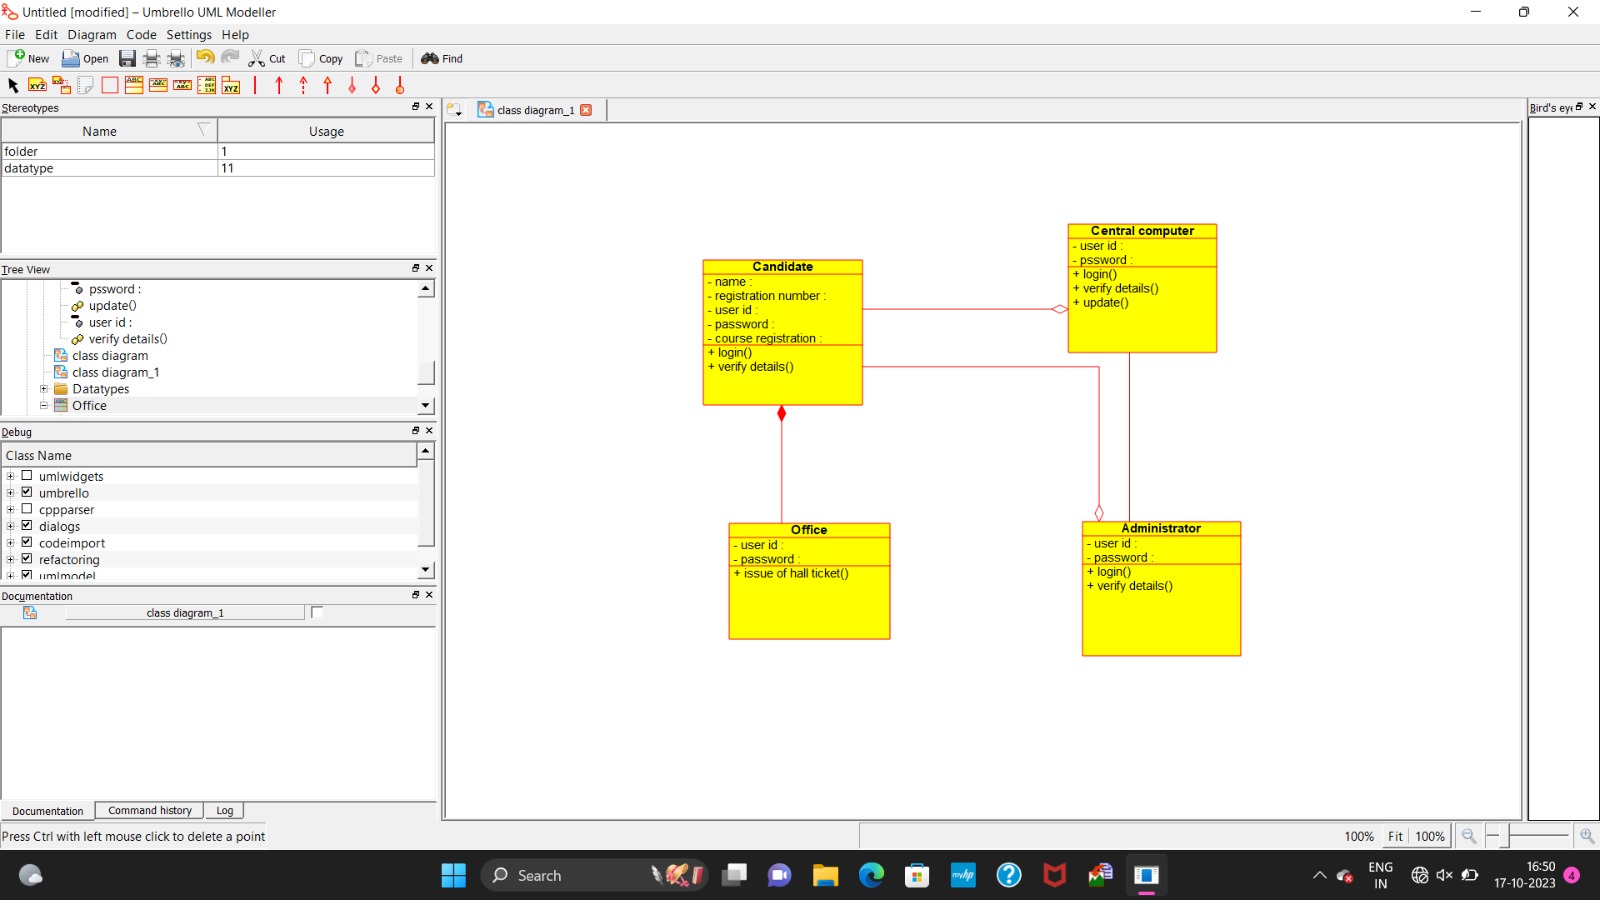 Untitled [modified] – Umbrello UML Modeller
File Edit Diagram Code Settings Help
New Open Cut Copy Paste Find
Stereotypes
Name Usage
folder 1
datatype 11
Tree View
pssword :
update()
user id :
verify details()
class diagram
class diagram_1
Datatypes
Office
Debug
Class Name
umlwidgets
umbrello
cppparser
dialogs
codeimport
refactoring
umlmodel
Documentation
class diagram_1
Documentation Command history Log
Press Ctrl with left mouse click to delete a point
class diagram_1
Candidate
- name :
- registration number :
- user id :
- password :
- course registration :
+ login()
+ verify details()
Central computer
- user id :
- pssword :
+ login()
+ verify details()
+ update()
Office
- user id :
- password :
+ issue of hall ticket()
Administrator
- user id :
- password :
+ login()
+ verify details()
Bird's eye
100% Fit 100%
Search
ENG
IN
16:50
17-10-2023
4